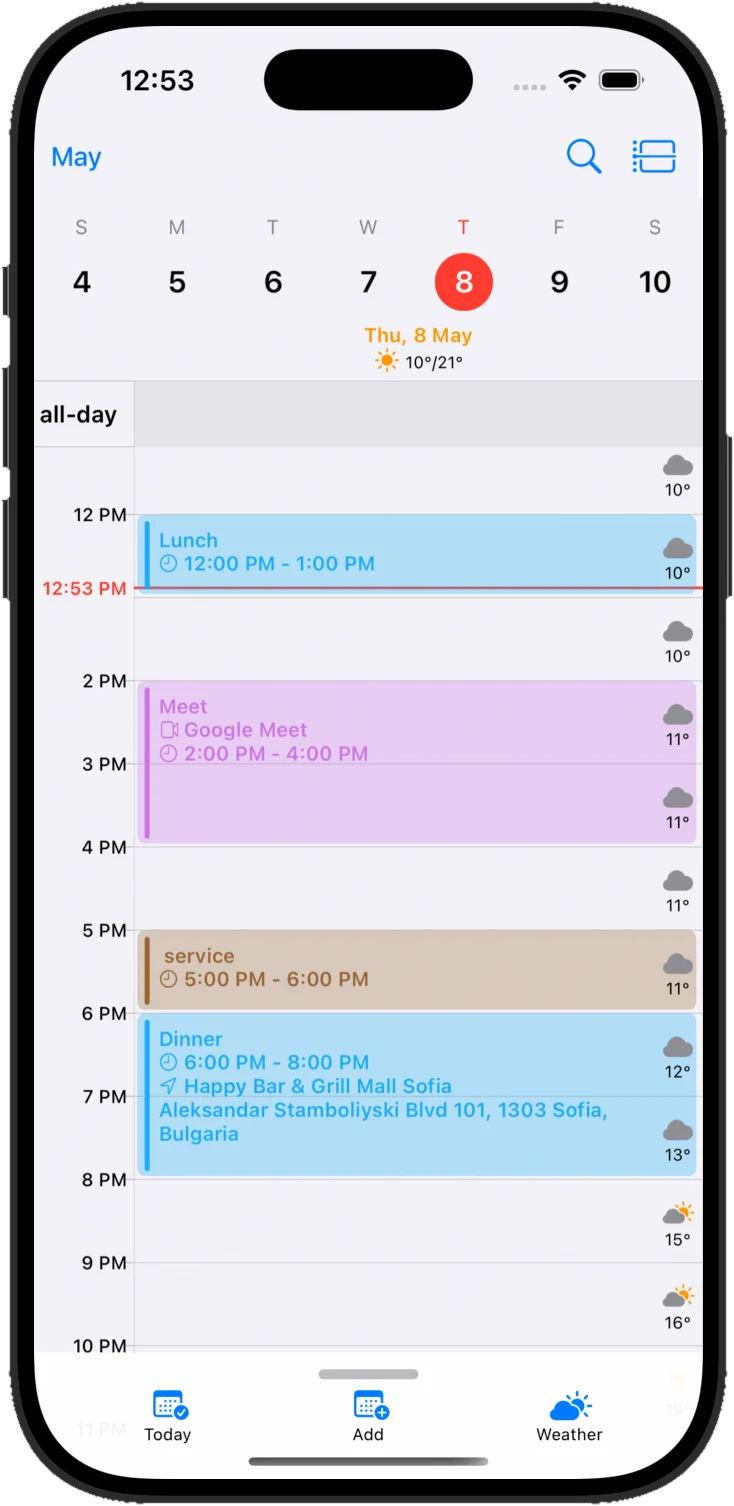 12:53
May
S M T W T F S
4 5 6 7 8 9 10
Thu, 8 May
10°/21°
all-day
10°
12 PM
Lunch
12:00 PM - 1:00 PM
10°
12:53 PM
10°
2 PM
Meet
Google Meet
11°
2:00 PM - 4:00 PM
3 PM
11°
4 PM
11°
5 PM
service
5:00 PM - 6:00 PM
11°
6 PM
Dinner
6:00 PM - 8:00 PM
12°
Happy Bar & Grill Mall Sofia
7 PM
Aleksandar Stamboliyski Blvd 101, 1303 Sofia,
Bulgaria
13°
8 PM
15°
9 PM
16°
10 PM
19°
11 PM
Today Add Weather